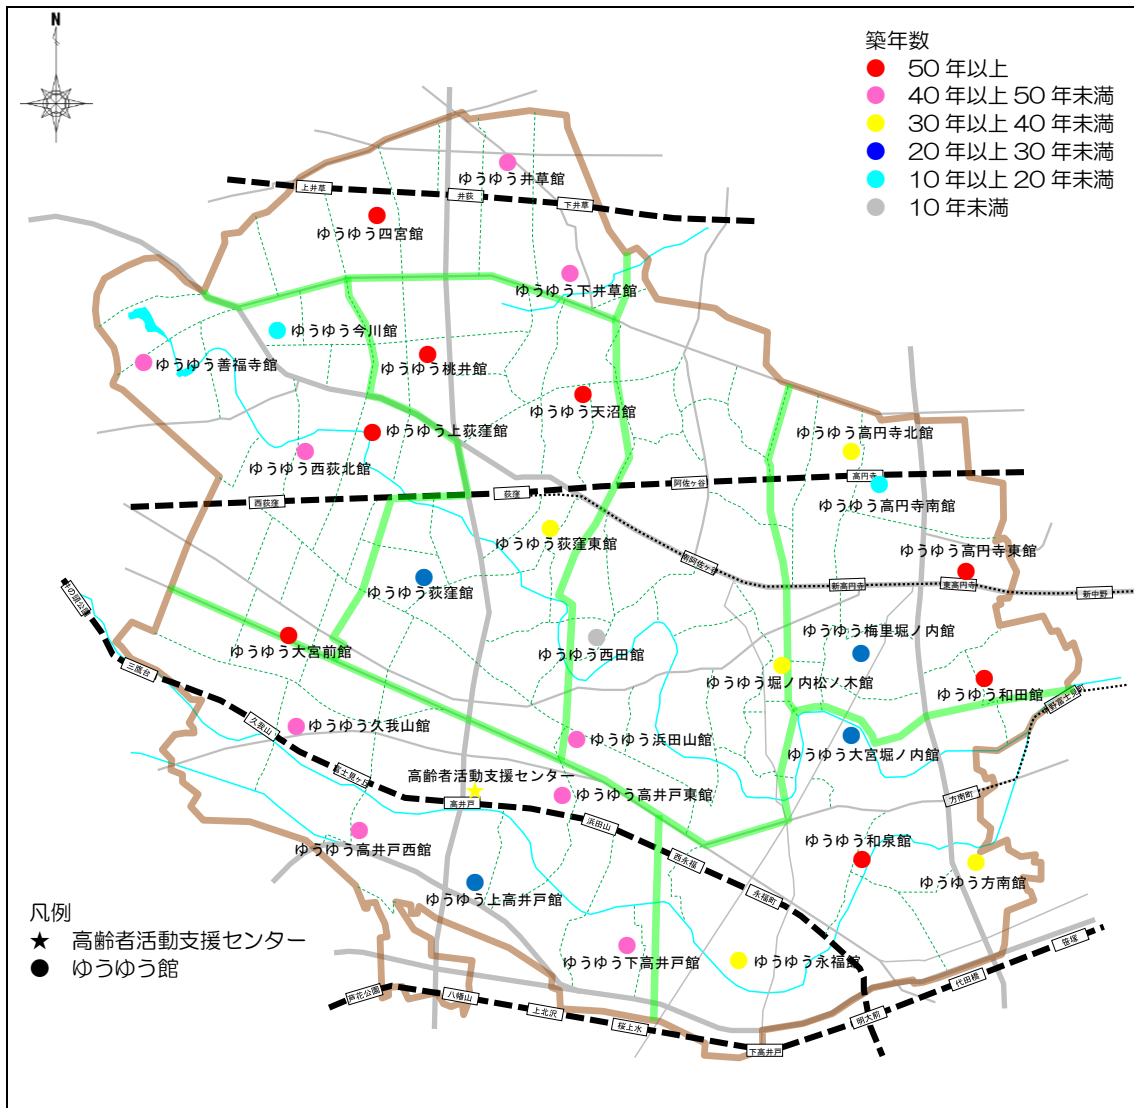 N
築年数
50年以上
40年以上50年未満
30年以上40年未満
20年以上30年未満
10年以上20年未満
10年未満
ゆうゆう井草館
上井草
井荻
下井草
ゆうゆう四宮館
ゆうゆう下井草館
ゆうゆう今川館
ゆうゆう善福寺館
ゆうゆう桃井館
ゆうゆう天沼館
ゆうゆう上荻窪館
ゆうゆう高円寺北館
ゆうゆう西荻北館
高円寺
阿佐ヶ谷
荻窪
西荻窪
ゆうゆう高円寺南館
ゆうゆう荻窪東館
ゆうゆう高円寺東館
南阿佐ヶ谷
新高円寺
東高円寺
新中野
ゆうゆう荻窪館
井の頭公園
ゆうゆう梅里堀ノ内館
ゆうゆう大宮前館
ゆうゆう西田館
三鷹台
ゆうゆう堀ノ内松ノ木館
ゆうゆう和田館
中野富士見町
久我山
ゆうゆう久我山館
ゆうゆう浜田山館
ゆうゆう大宮堀ノ内館
富士見ヶ丘
高齢者活動支援センター
高井戸
ゆうゆう高井戸東館
方南町
浜田山
ゆうゆう高井戸西館
西永福
ゆうゆう和泉館
ゆうゆう方南館
永福町
ゆうゆう上高井戸館
凡例
高齢者活動支援センター
ゆうゆう館
ゆうゆう下高井戸館
ゆうゆう永福館
笹塚
代田橋
芦花公園
八幡山
上北沢
桜上水
明大前
下高井戸